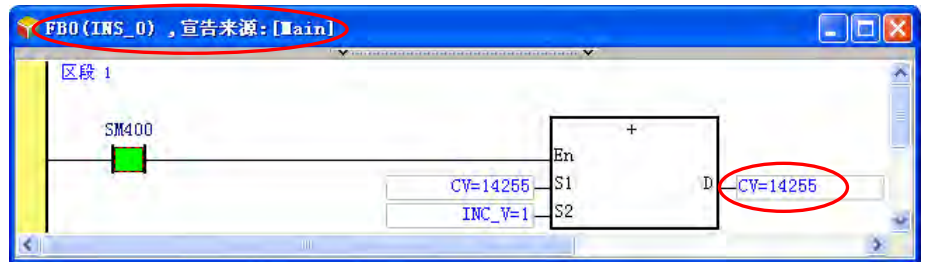 FB0(INS_0) ,宣告来源:[Main]
区段 1
SM400
+
En
CV=14255 S1 D CV=14255
INC_V=1 S2